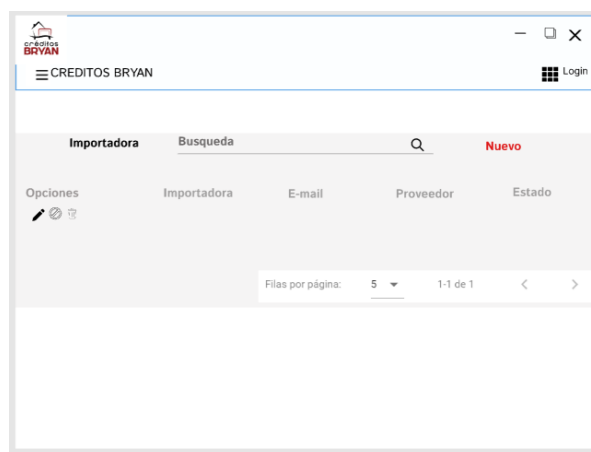 créditos
BRYAN
CREDITOS BRYAN
Login
Importadora
Busqueda
Nuevo
Opciones Importadora E-mail Proveedor Estado
Filas por página: 5 1-1 de 1